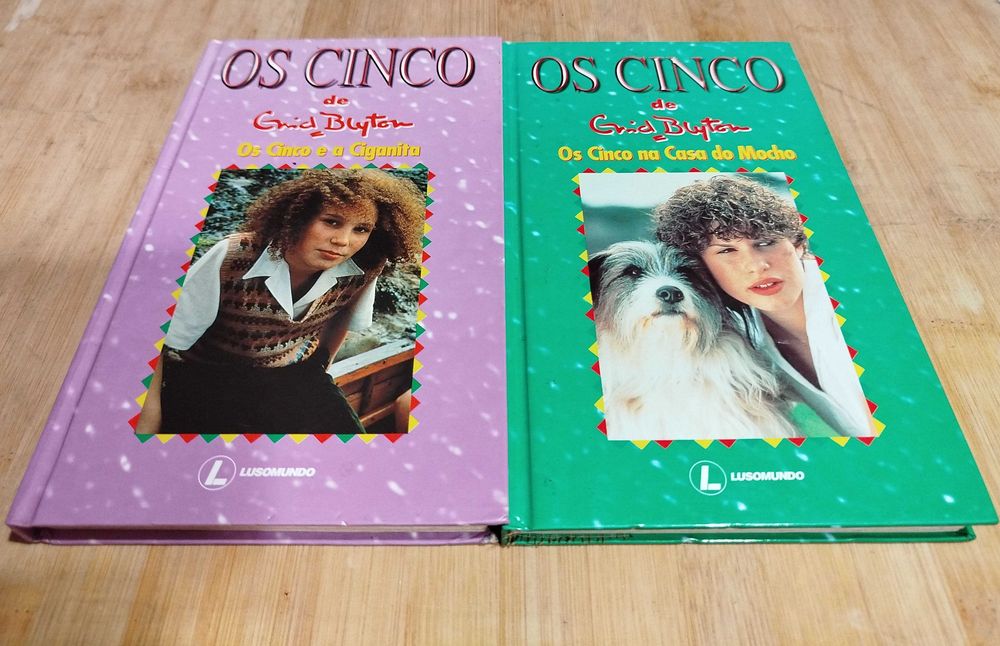 OS CINCO
de
Enid Blyton
Os Cinco e a Ciganita
L LUSOMUNDO
OS CINCO
de
Enid Blyton
Os Cinco na Casa do Mocho
L LUSOMUNDO